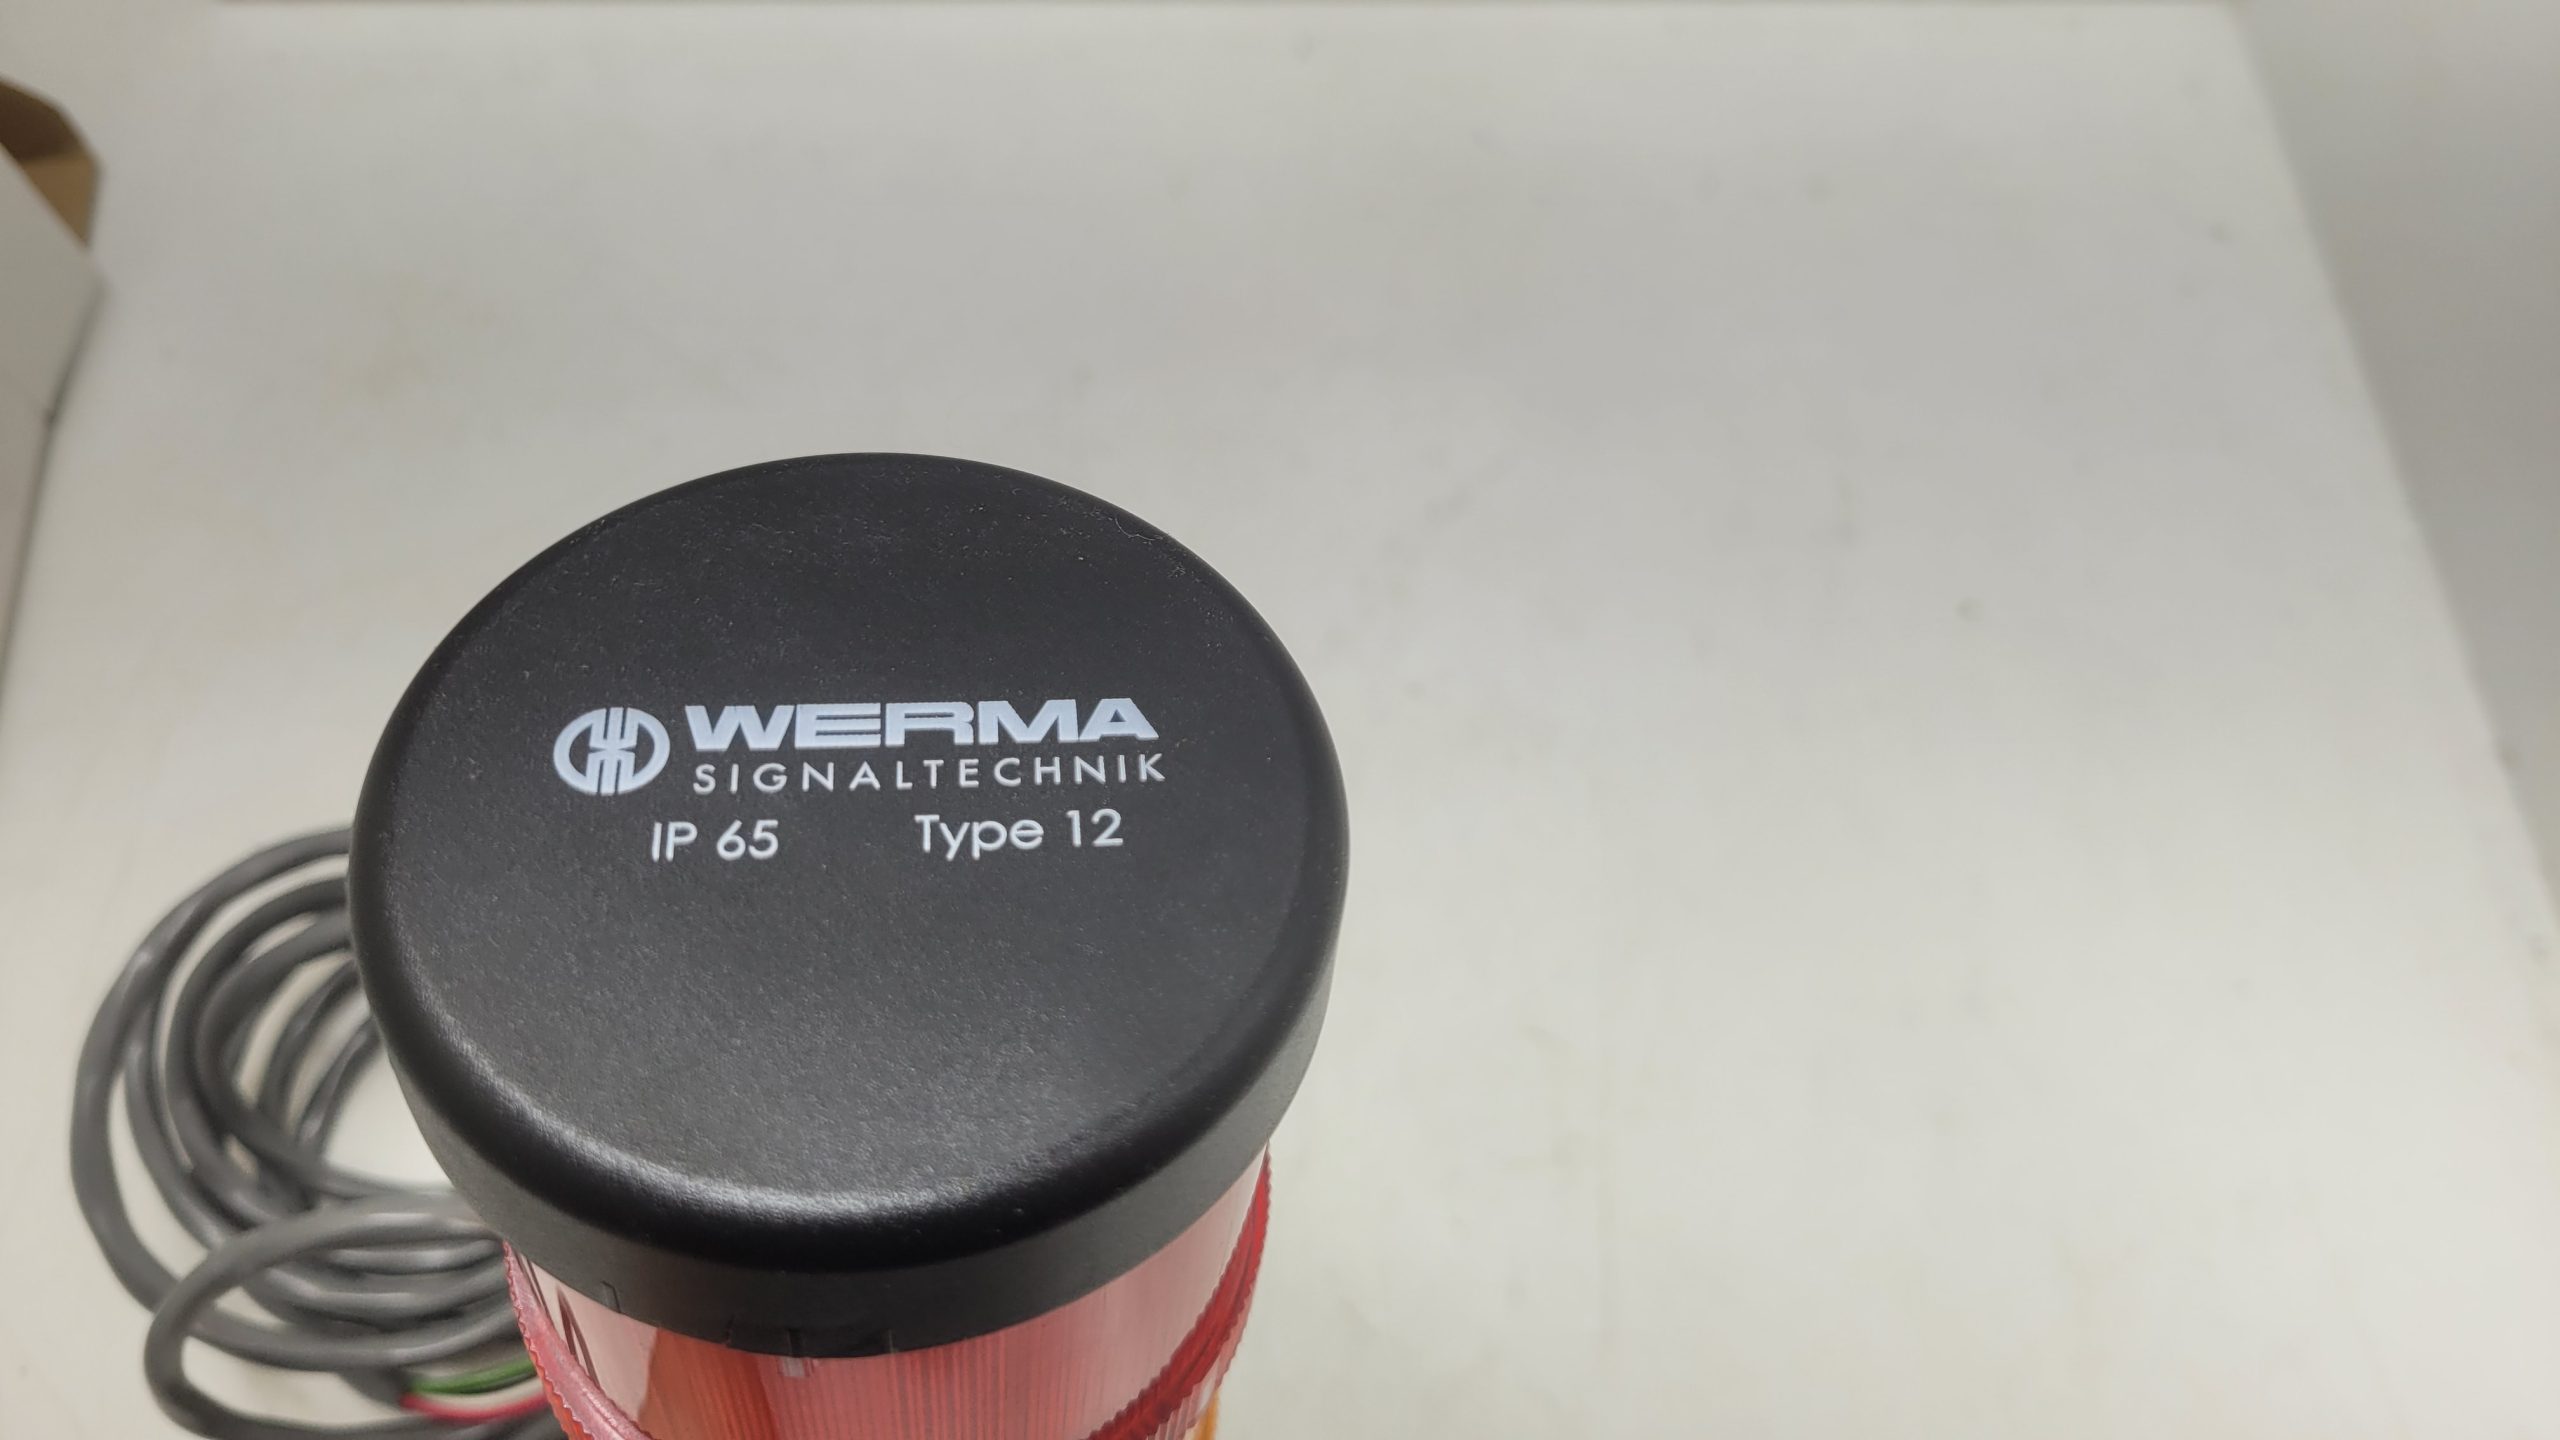 WERMA
SIGNALTECHNIK
IP 65 Type 12